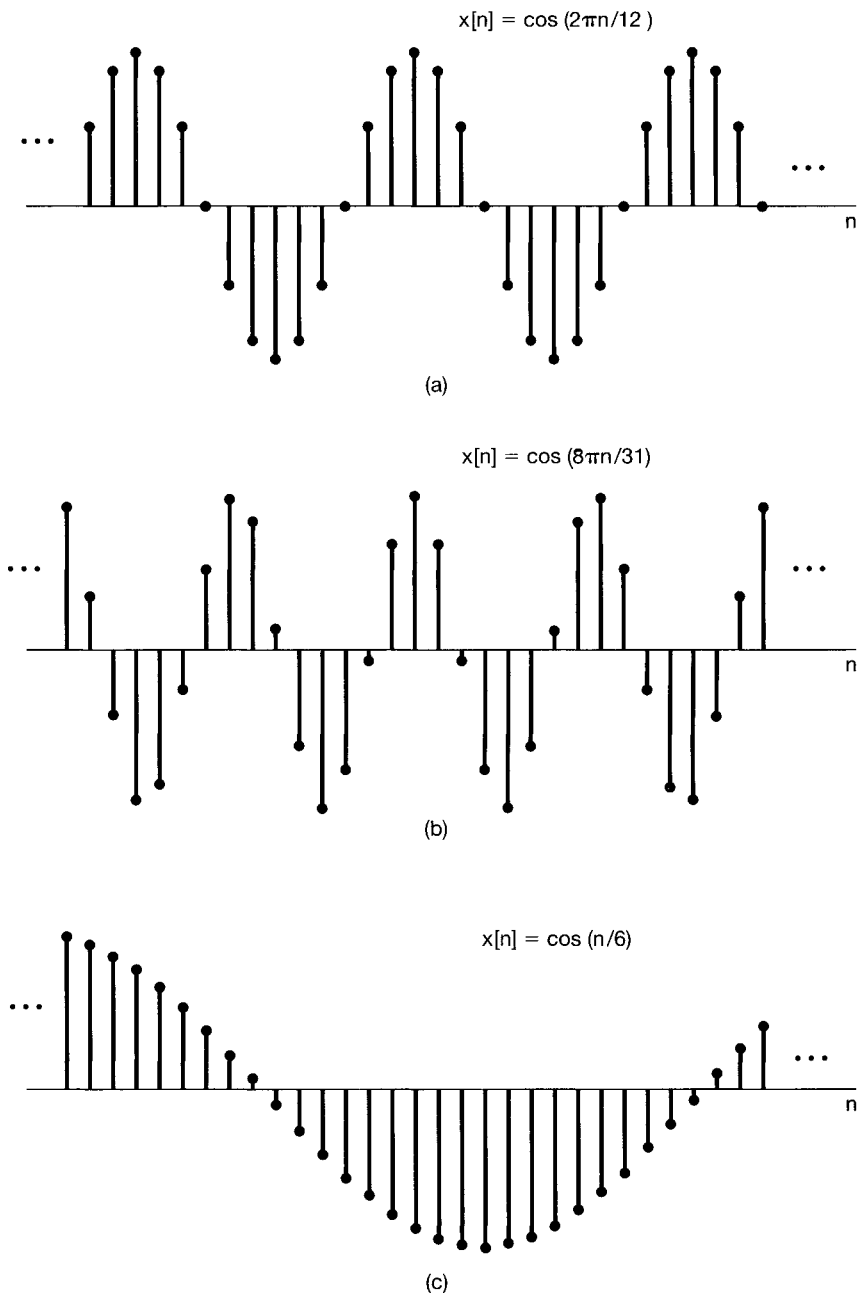 x[n] = cos (2πn/12 )
• • •
• • •
n
(a)
x[n] = cos (8πn/31)
• • •
• • •
n
(b)
x[n] = cos (n/6)
• • •
• • •
n
(c)